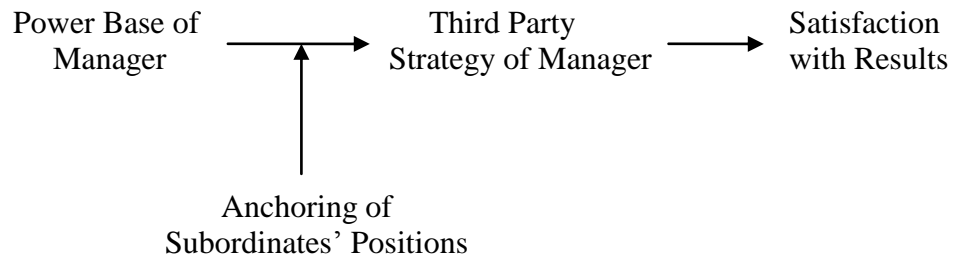 Power Base of
Manager
Third Party
Strategy of Manager
Satisfaction
with Results
Anchoring of
Subordinates’ Positions